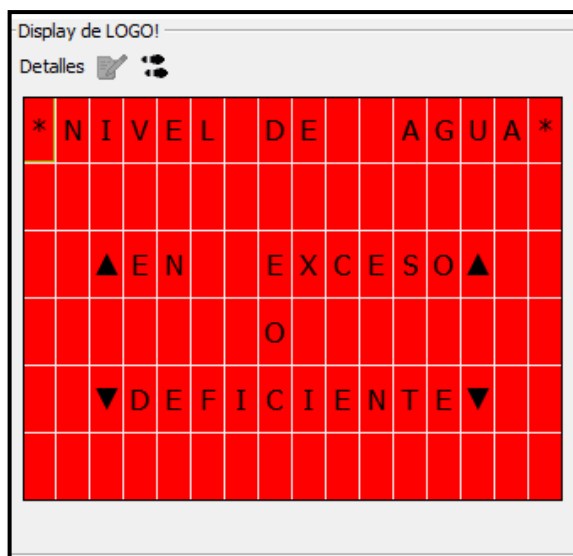 Display de LOGO!
Detalles
*NIVEL DE AGUA*
▲EN EXCESO▲
O
▼DEFICIENTE▼